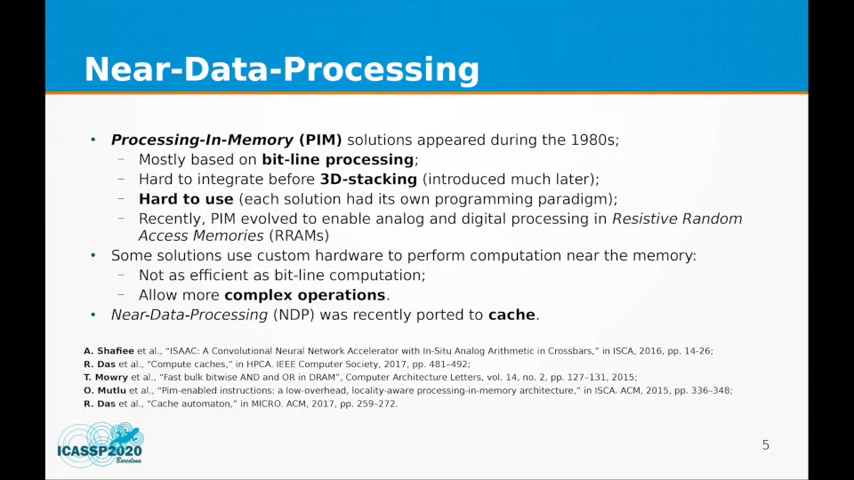 Near-Data-Processing
• Processing-In-Memory (PIM) solutions appeared during the 1980s;
– Mostly based on bit-line processing;
– Hard to integrate before 3D-stacking (introduced much later);
– Hard to use (each solution had its own programming paradigm);
– Recently, PIM evolved to enable analog and digital processing in Resistive Random
Access Memories (RRAMs)
• Some solutions use custom hardware to perform computation near the memory:
– Not as efficient as bit-line computation;
– Allow more complex operations.
• Near-Data-Processing (NDP) was recently ported to cache.
A. Shafiee et al., “ISAAC: A Convolutional Neural Network Accelerator with In-Situ Analog Arithmetic in Crossbars,” in ISCA, 2016, pp. 14-26;
R. Das et al., “Compute caches,” in HPCA. IEEE Computer Society, 2017, pp. 481–492;
T. Mowry et al., “Fast bulk bitwise AND and OR in DRAM”, Computer Architecture Letters, vol. 14, no. 2, pp. 127–131, 2015;
O. Mutlu et al., “Pim-enabled instructions: a low-overhead, locality-aware processing-in-memory architecture,” in ISCA. ACM, 2015, pp. 336–348;
R. Das et al., “Cache automaton,” in MICRO. ACM, 2017, pp. 259–272.
ICASSP2020
Barcelona
5